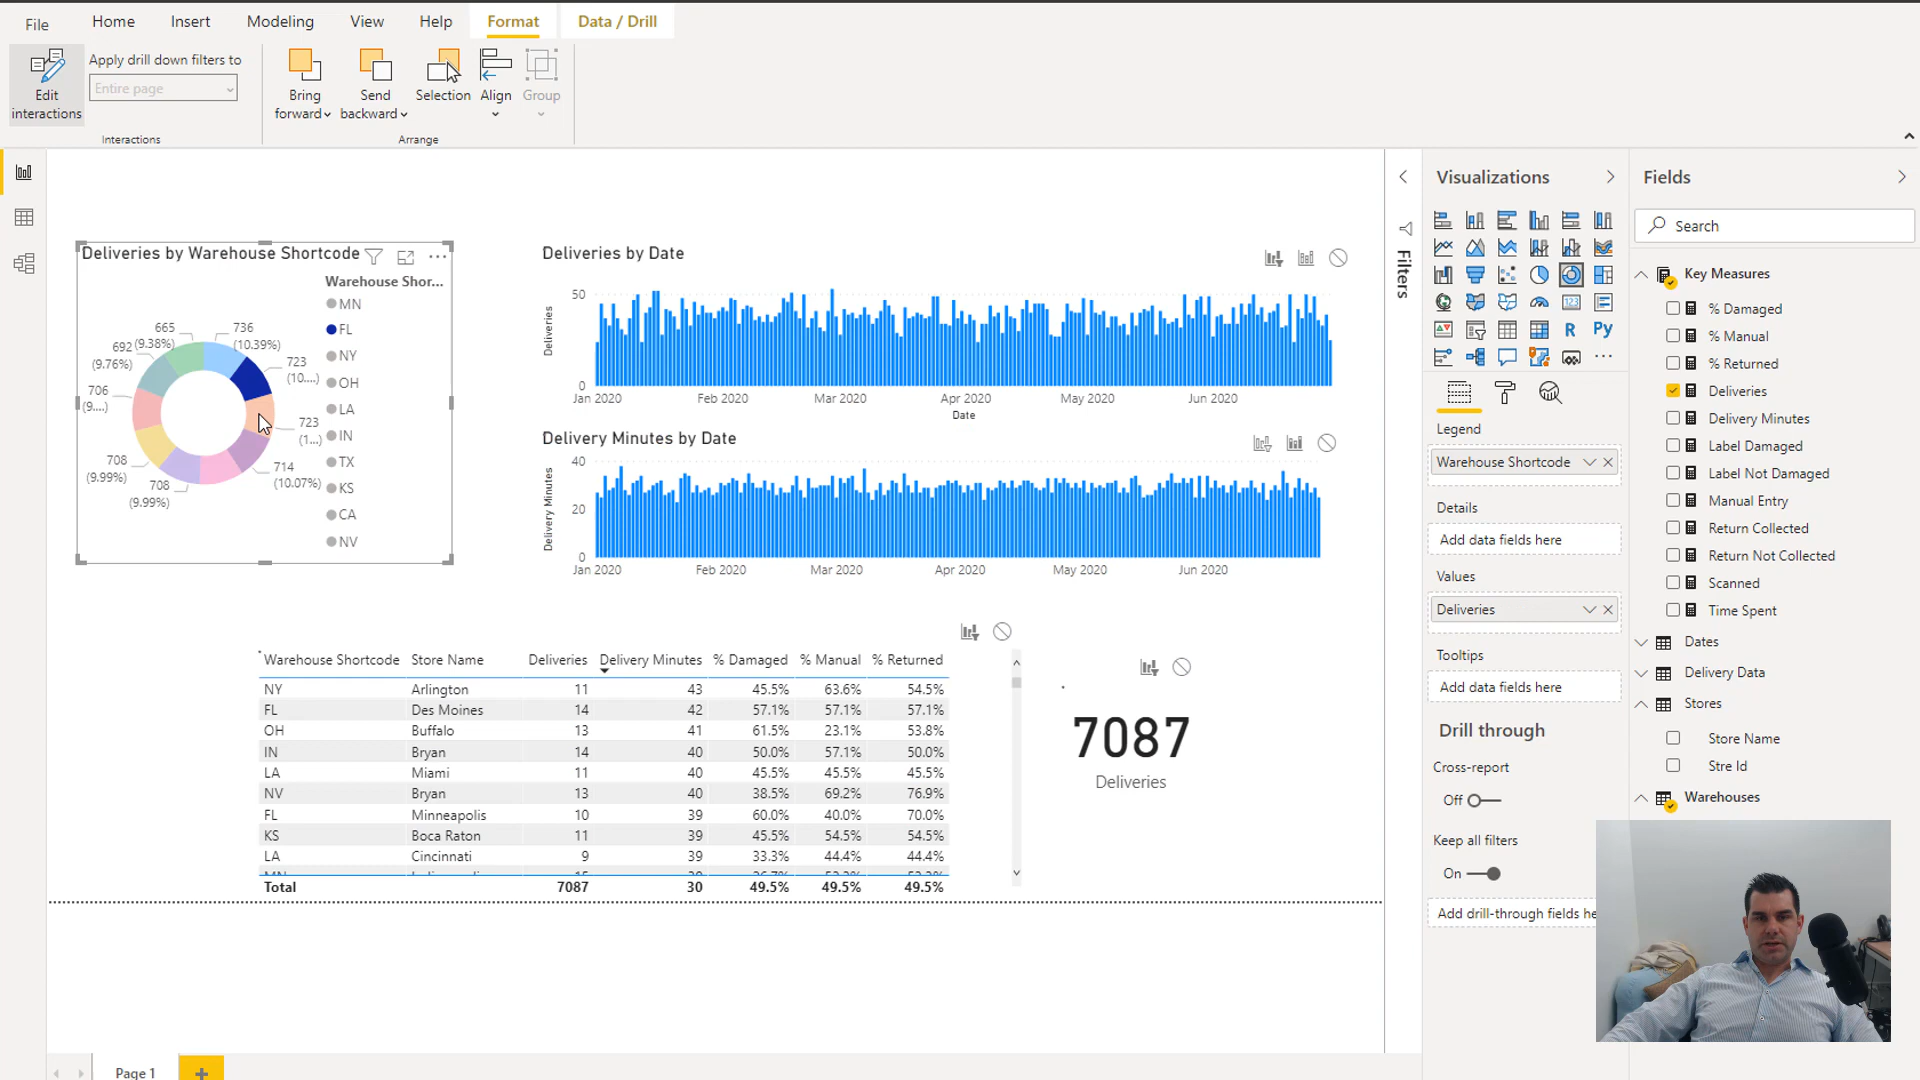 File Home Insert Modeling View Help Format Data / Drill
Apply drill down filters to
Entire page
Edit interactions
Bring forward
Send backward
Selection
Align
Group
Interactions
Arrange
Deliveries by Warehouse Shortcode
Warehouse Shor...
MN
FL
NY
OH
LA
IN
TX
KS
CA
NV
665
(9.38%)
736
(10.39%)
723
(10....)
723
(1...)
714
(10.07%)
708
(9.99%)
708
(9.99%)
706
(9....)
692
(9.76%)
Deliveries by Date
Deliveries
50
0
Jan 2020 Feb 2020 Mar 2020 Apr 2020 May 2020 Jun 2020
Date
Delivery Minutes by Date
Delivery Minutes
40
20
0
Jan 2020 Feb 2020 Mar 2020 Apr 2020 May 2020 Jun 2020
Warehouse Shortcode Store Name Deliveries Delivery Minutes % Damaged % Manual % Returned
NY Arlington 11 43 45.5% 63.6% 54.5%
FL Des Moines 14 42 57.1% 57.1% 57.1%
OH Buffalo 13 41 61.5% 23.1% 53.8%
IN Bryan 14 40 50.0% 57.1% 50.0%
LA Miami 11 40 45.5% 45.5% 45.5%
NV Bryan 13 40 38.5% 69.2% 76.9%
FL Minneapolis 10 39 60.0% 40.0% 70.0%
KS Boca Raton 11 39 45.5% 54.5% 54.5%
LA Cincinnati 9 39 33.3% 44.4% 44.4%
Total 7087 30 49.5% 49.5% 49.5%
7087
Deliveries
Filters
Visualizations
R
Py
123
Legend
Warehouse Shortcode
Details
Add data fields here
Values
Deliveries
Tooltips
Add data fields here
Drill through
Cross-report
Off
Keep all filters
On
Add drill-through fields he
Fields
Search
Key Measures
% Damaged
% Manual
% Returned
Deliveries
Delivery Minutes
Label Damaged
Label Not Damaged
Manual Entry
Return Collected
Return Not Collected
Scanned
Time Spent
Dates
Delivery Data
Stores
Store Name
Stre Id
Warehouses
Page 1